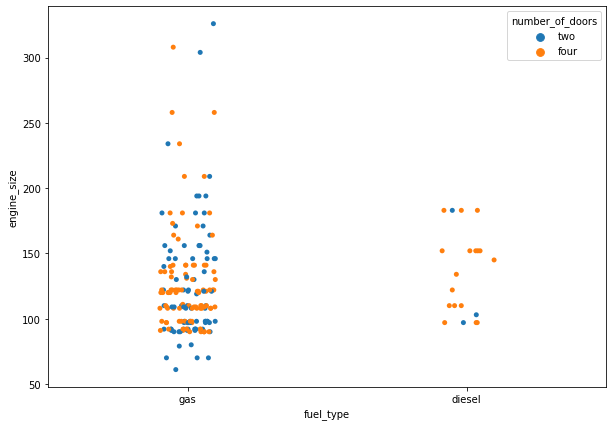 number_of_doors
two
four
300
250
200
150
100
50
engine_size
gas
diesel
fuel_type